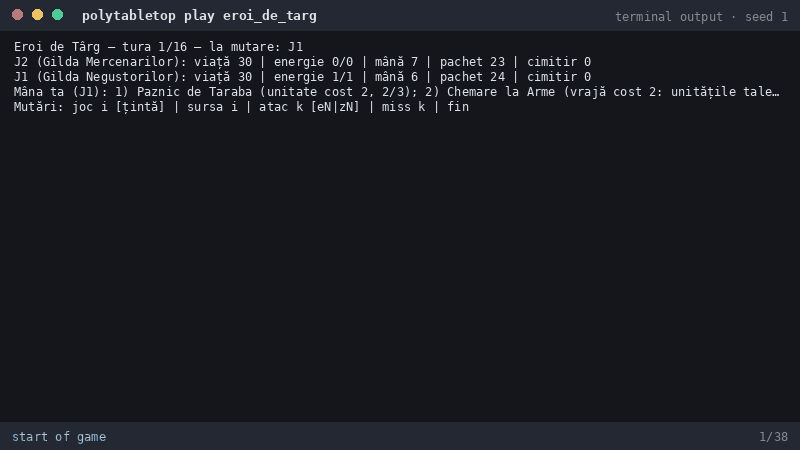 polytabletop play eroi_de_targ
terminal output · seed 1
Eroi de Târg — tura 1/16 — la mutare: J1
J2 (Gilda Mercenarilor): viață 30 | energie 0/0 | mână 7 | pachet 23 | cimitir 0
J1 (Gilda Negustorilor): viață 30 | energie 1/1 | mână 6 | pachet 24 | cimitir 0
Mâna ta (J1): 1) Paznic de Taraba (unitate cost 2, 2/3); 2) Chemare la Arme (vrajă cost 2: unitățile tale…
Mutări: joc i [țintă] | sursa i | atac k [eN|zN] | miss k | fin
start of game
1/38